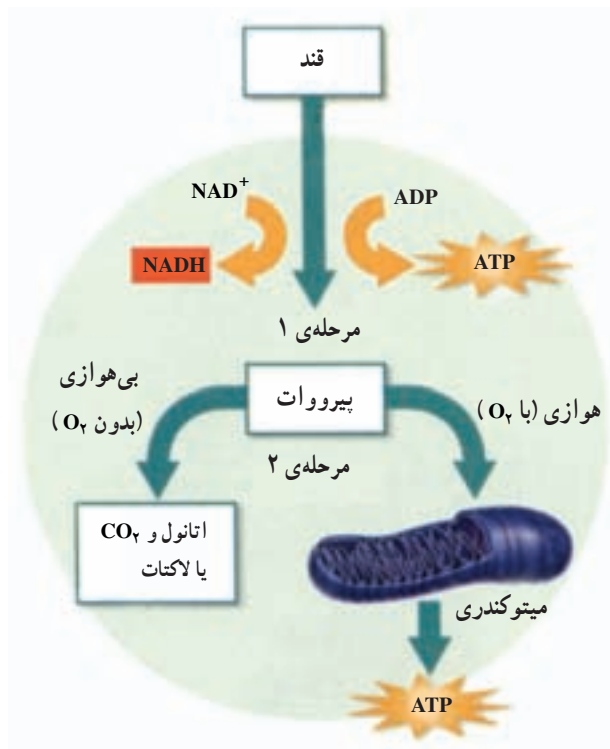 قند
NAD⁺
ADP
NADH
ATP
مرحله‌ی ۱
بی‌هوازی
(بدون O₂)
پیرووات
هوازی (با O₂)
مرحله‌ی ۲
اتانول و CO₂
یا لاکتات
میتوکندری
ATP